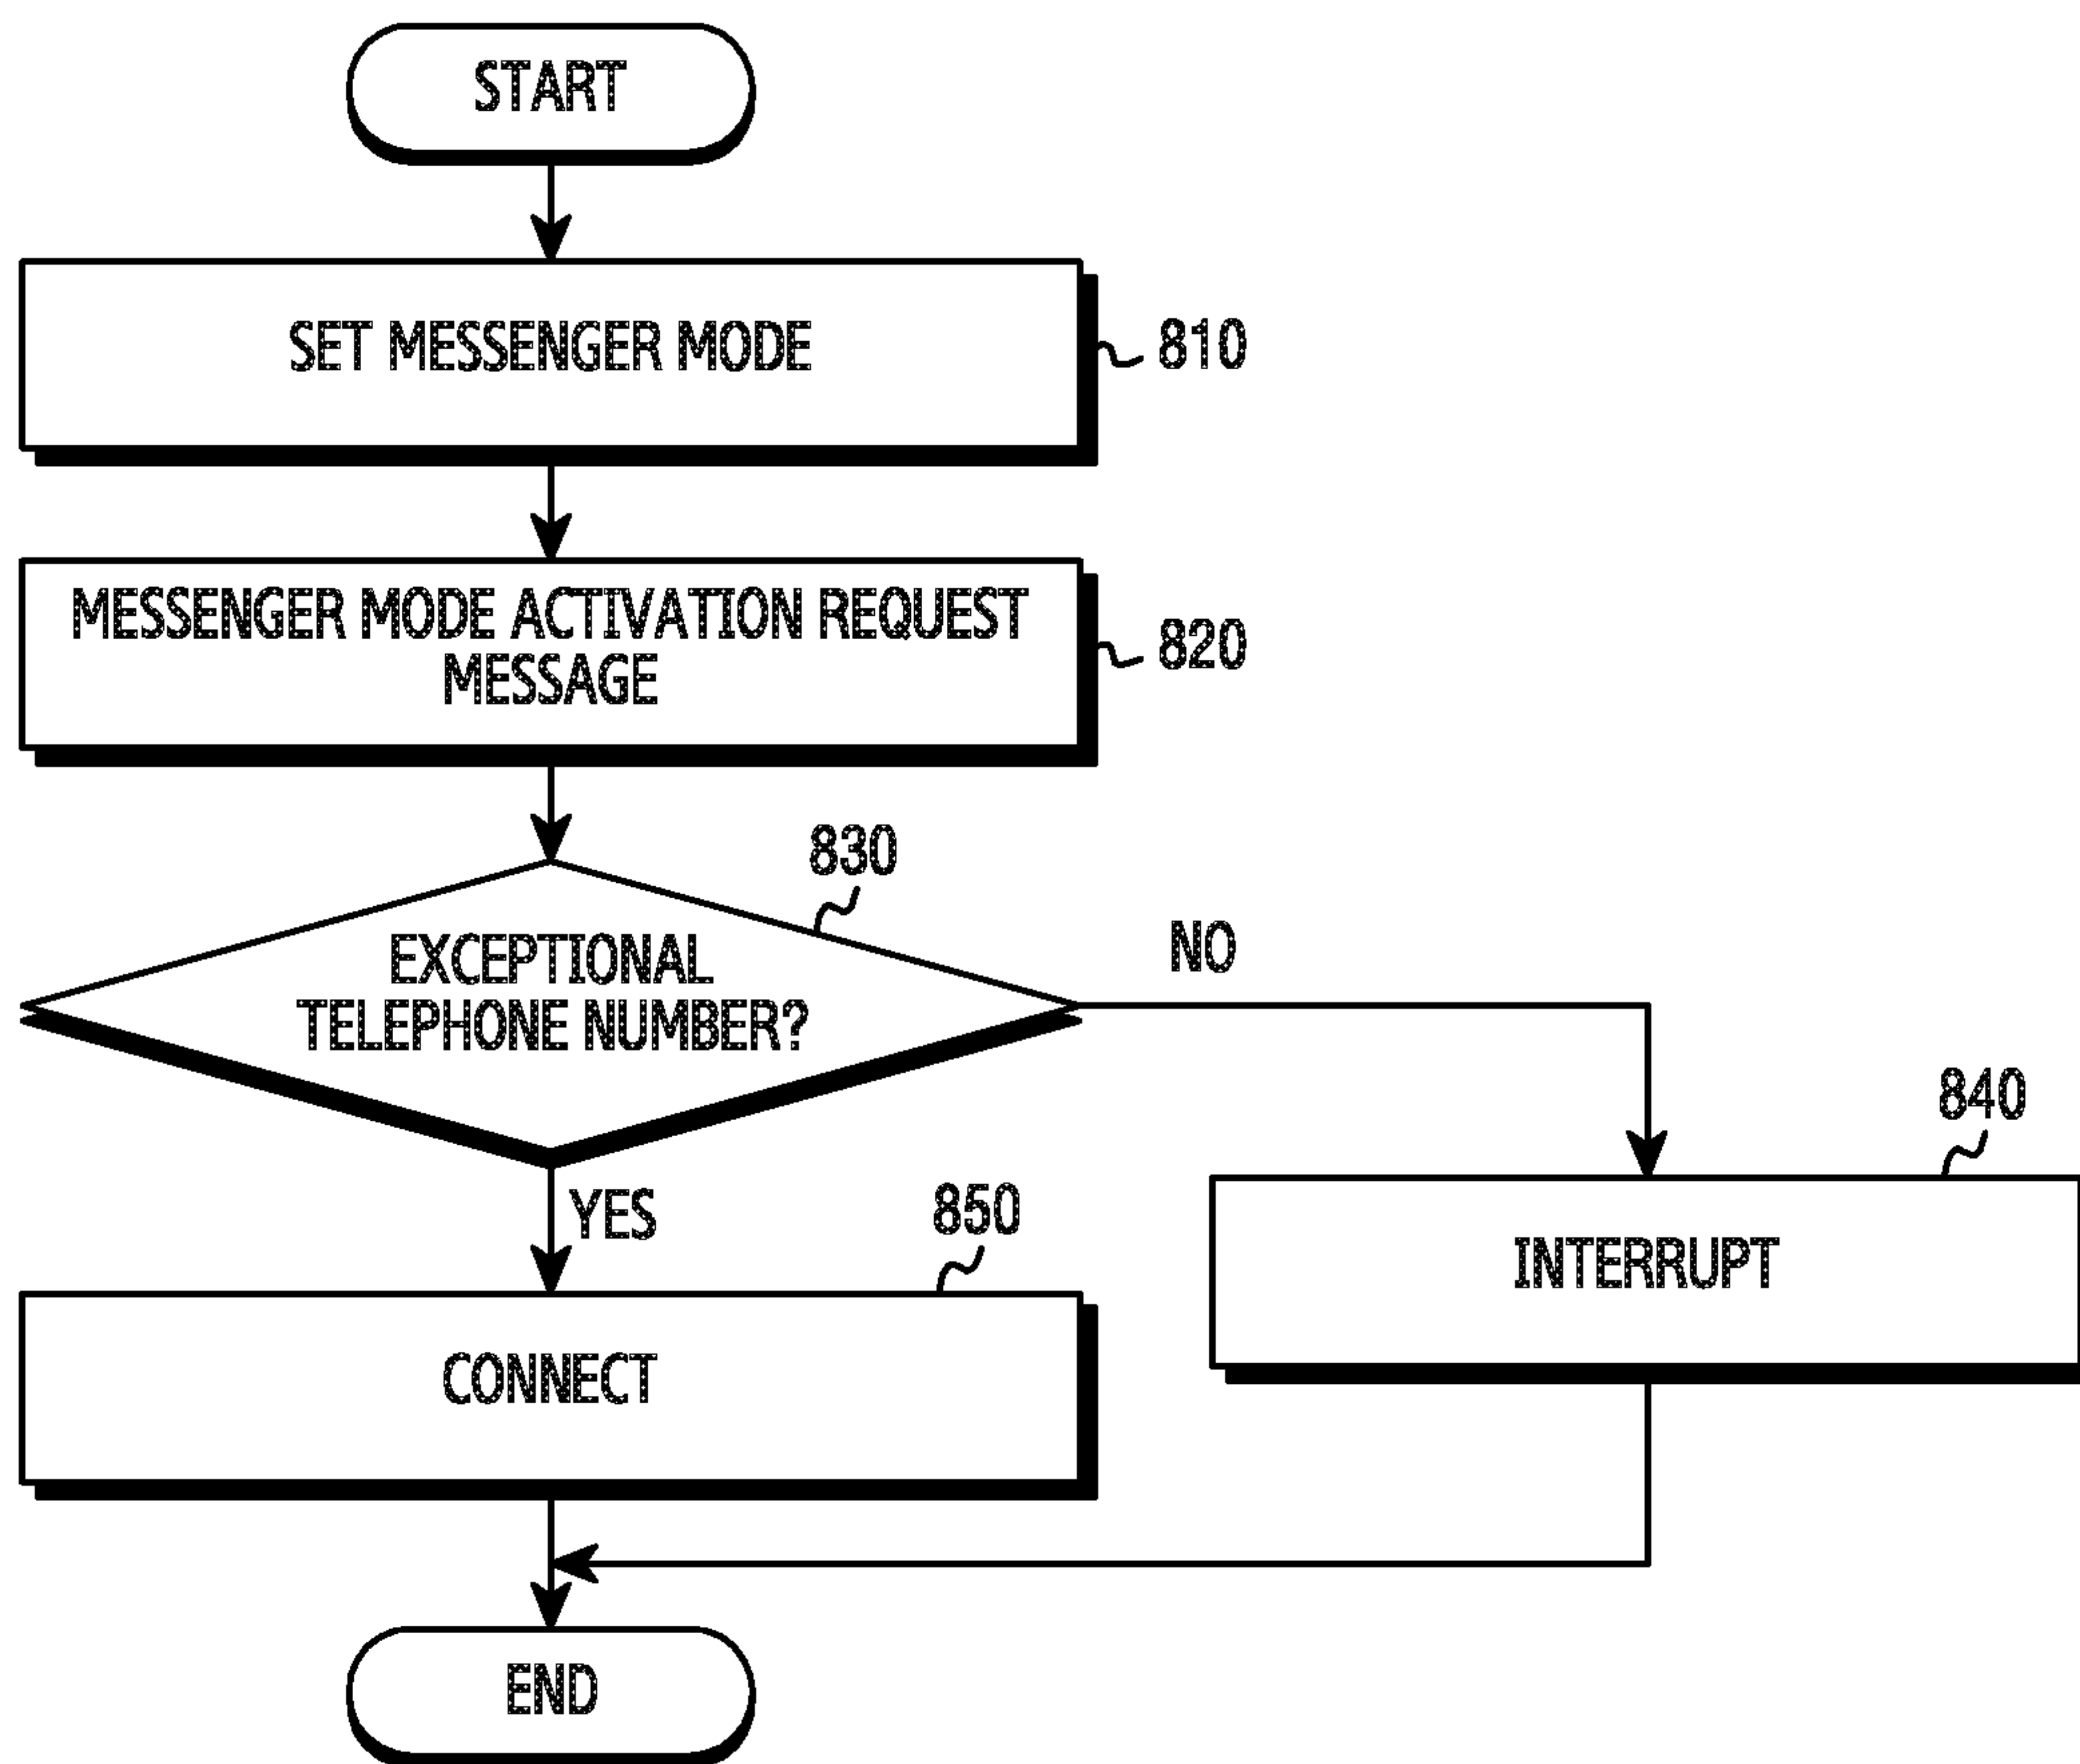 START
SET MESSENGER MODE
810
MESSENGER MODE ACTIVATION REQUEST
MESSAGE
820
830
EXCEPTIONAL
TELEPHONE NUMBER?
NO
YES
840
INTERRUPT
850
CONNECT
END